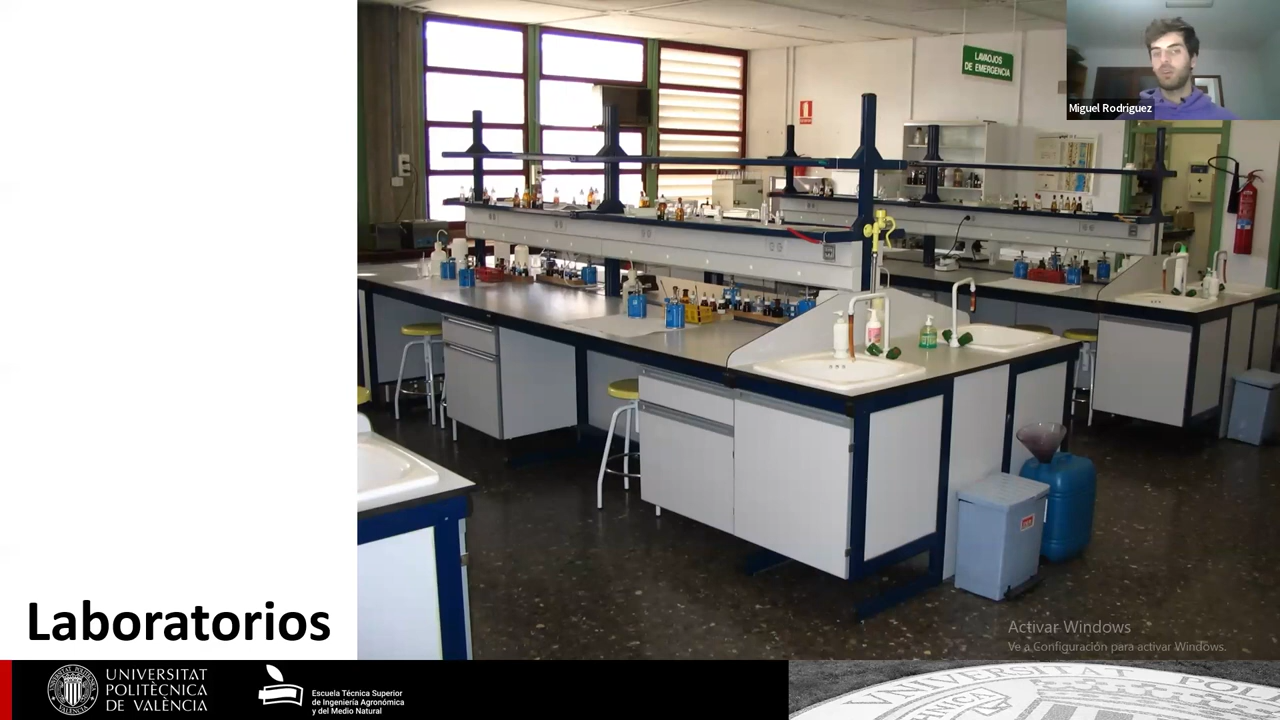 LAVAOJOS
DE EMERGENCIA
Miguel Rodriguez
Laboratorios
Activar Windows
Ve a Configuración para activar Windows.
UNIVERSITAT
POLITÈCNICA
DE VALÈNCIA
Escuela Técnica Superior
de Ingeniería Agronómica
y del Medio Natural